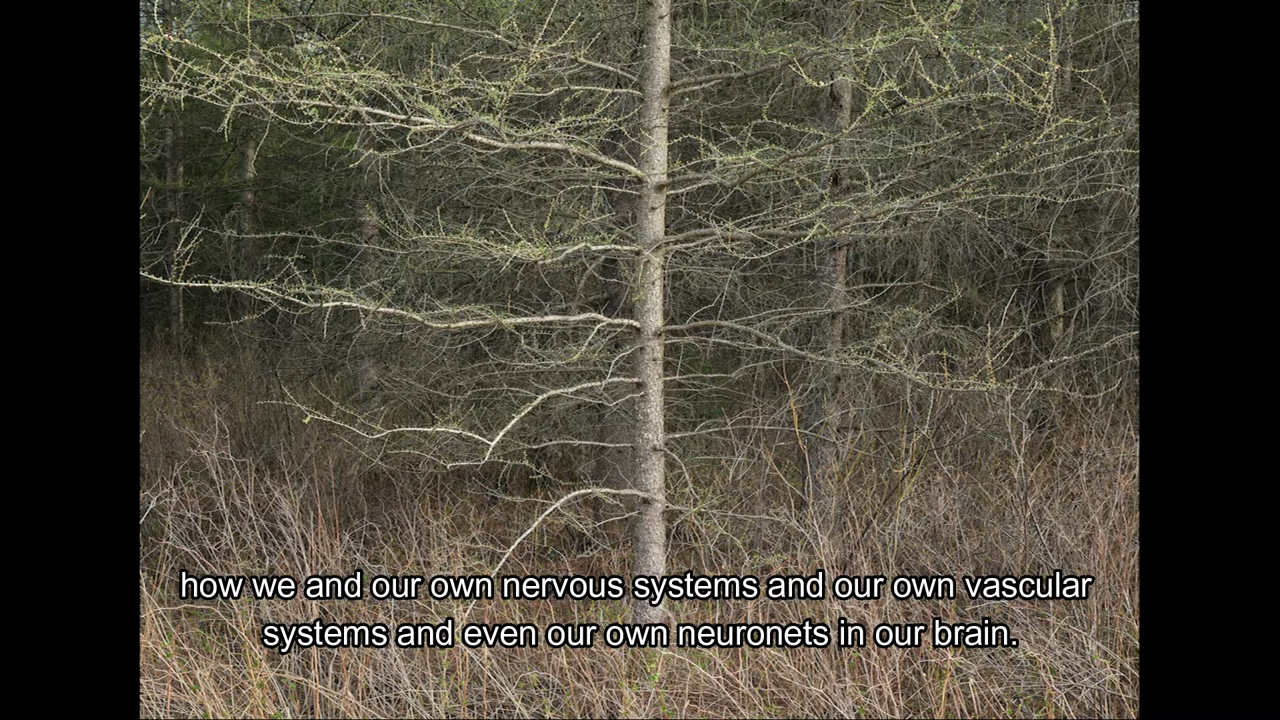 how we and our own nervous systems and our own vascular
systems and even our own neuronets in our brain.